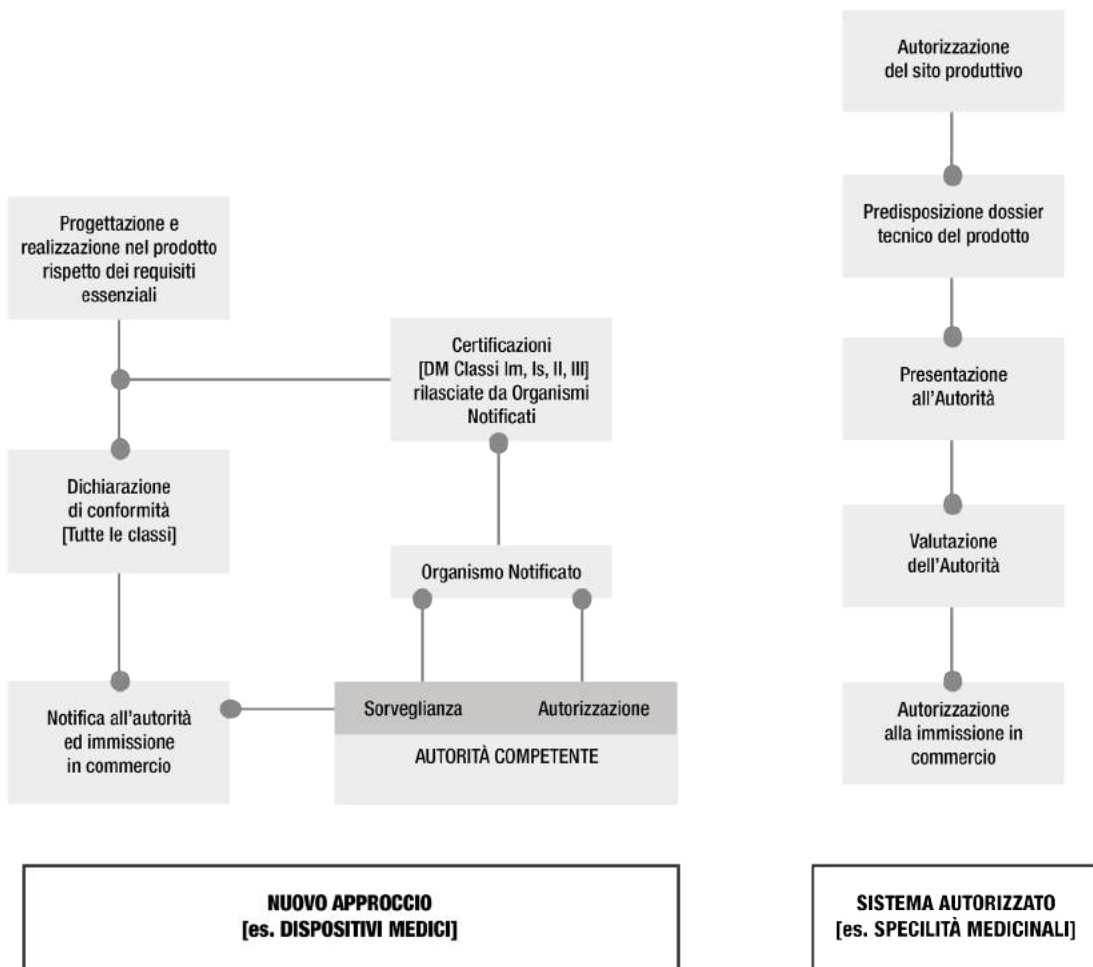 Progettazione e
realizzazione nel prodotto
rispetto dei requisiti
essenziali
Certificazioni
[DM Classi Im, Is, II, III]
rilasciate da Organismi
Notificati
Dichiarazione
di conformità
[Tutte le classi]
Organismo Notificato
Notifica all'autorità
ed immissione
in commercio
Sorveglianza
Autorizzazione
AUTORITÀ COMPETENTE
NUOVO APPROCCIO
[es. DISPOSITIVI MEDICI]
Autorizzazione
del sito produttivo
Predisposizione dossier
tecnico del prodotto
Presentazione
all'Autorità
Valutazione
dell'Autorità
Autorizzazione
alla immissione in
commercio
SISTEMA AUTORIZZATO
[es. SPECILITÀ MEDICINALI]